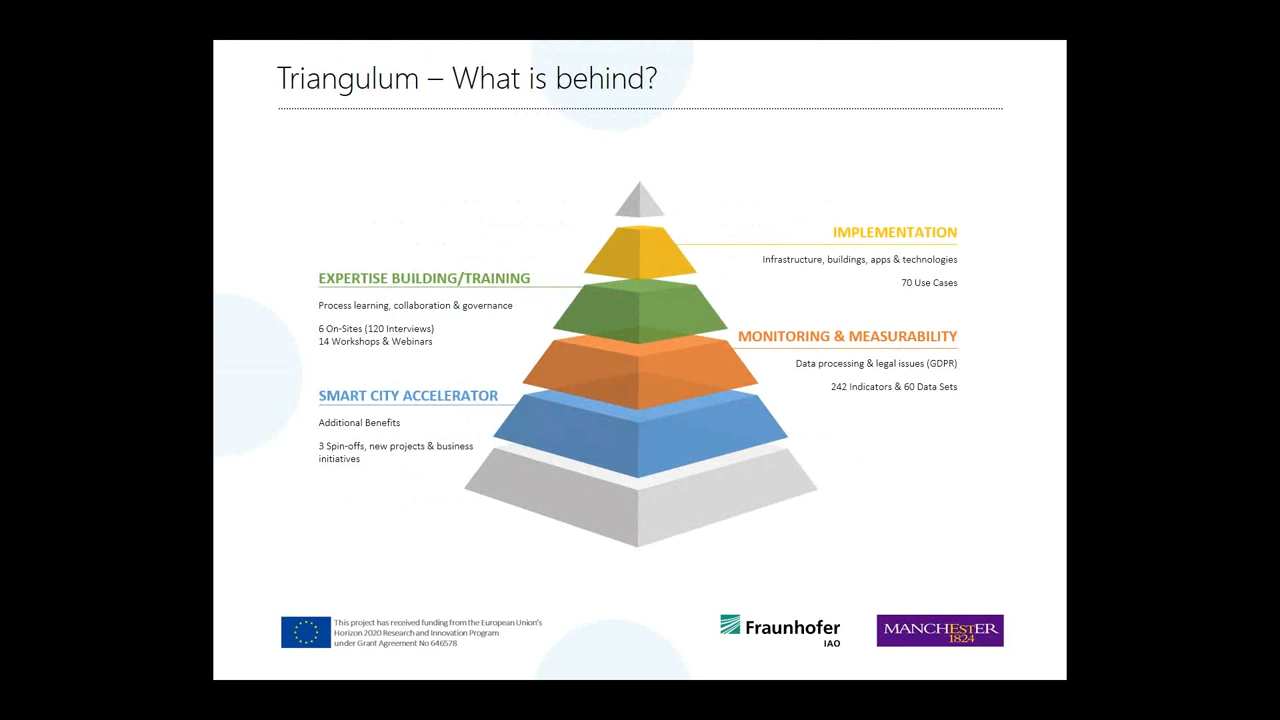 Triangulum – What is behind?
IMPLEMENTATION
Infrastructure, buildings, apps & technologies
70 Use Cases
EXPERTISE BUILDING/TRAINING
Process learning, collaboration & governance
6 On-Sites (120 Interviews)
14 Workshops & Webinars
MONITORING & MEASURABILITY
Data processing & legal issues (GDPR)
242 Indicators & 60 Data Sets
SMART CITY ACCELERATOR
Additional Benefits
3 Spin-offs, new projects & business
initiatives
This project has received funding from the European Union's
Horizon 2020 Research and Innovation Program
under Grant Agreement No 646578
Fraunhofer
IAO
MANCHESTER
1824